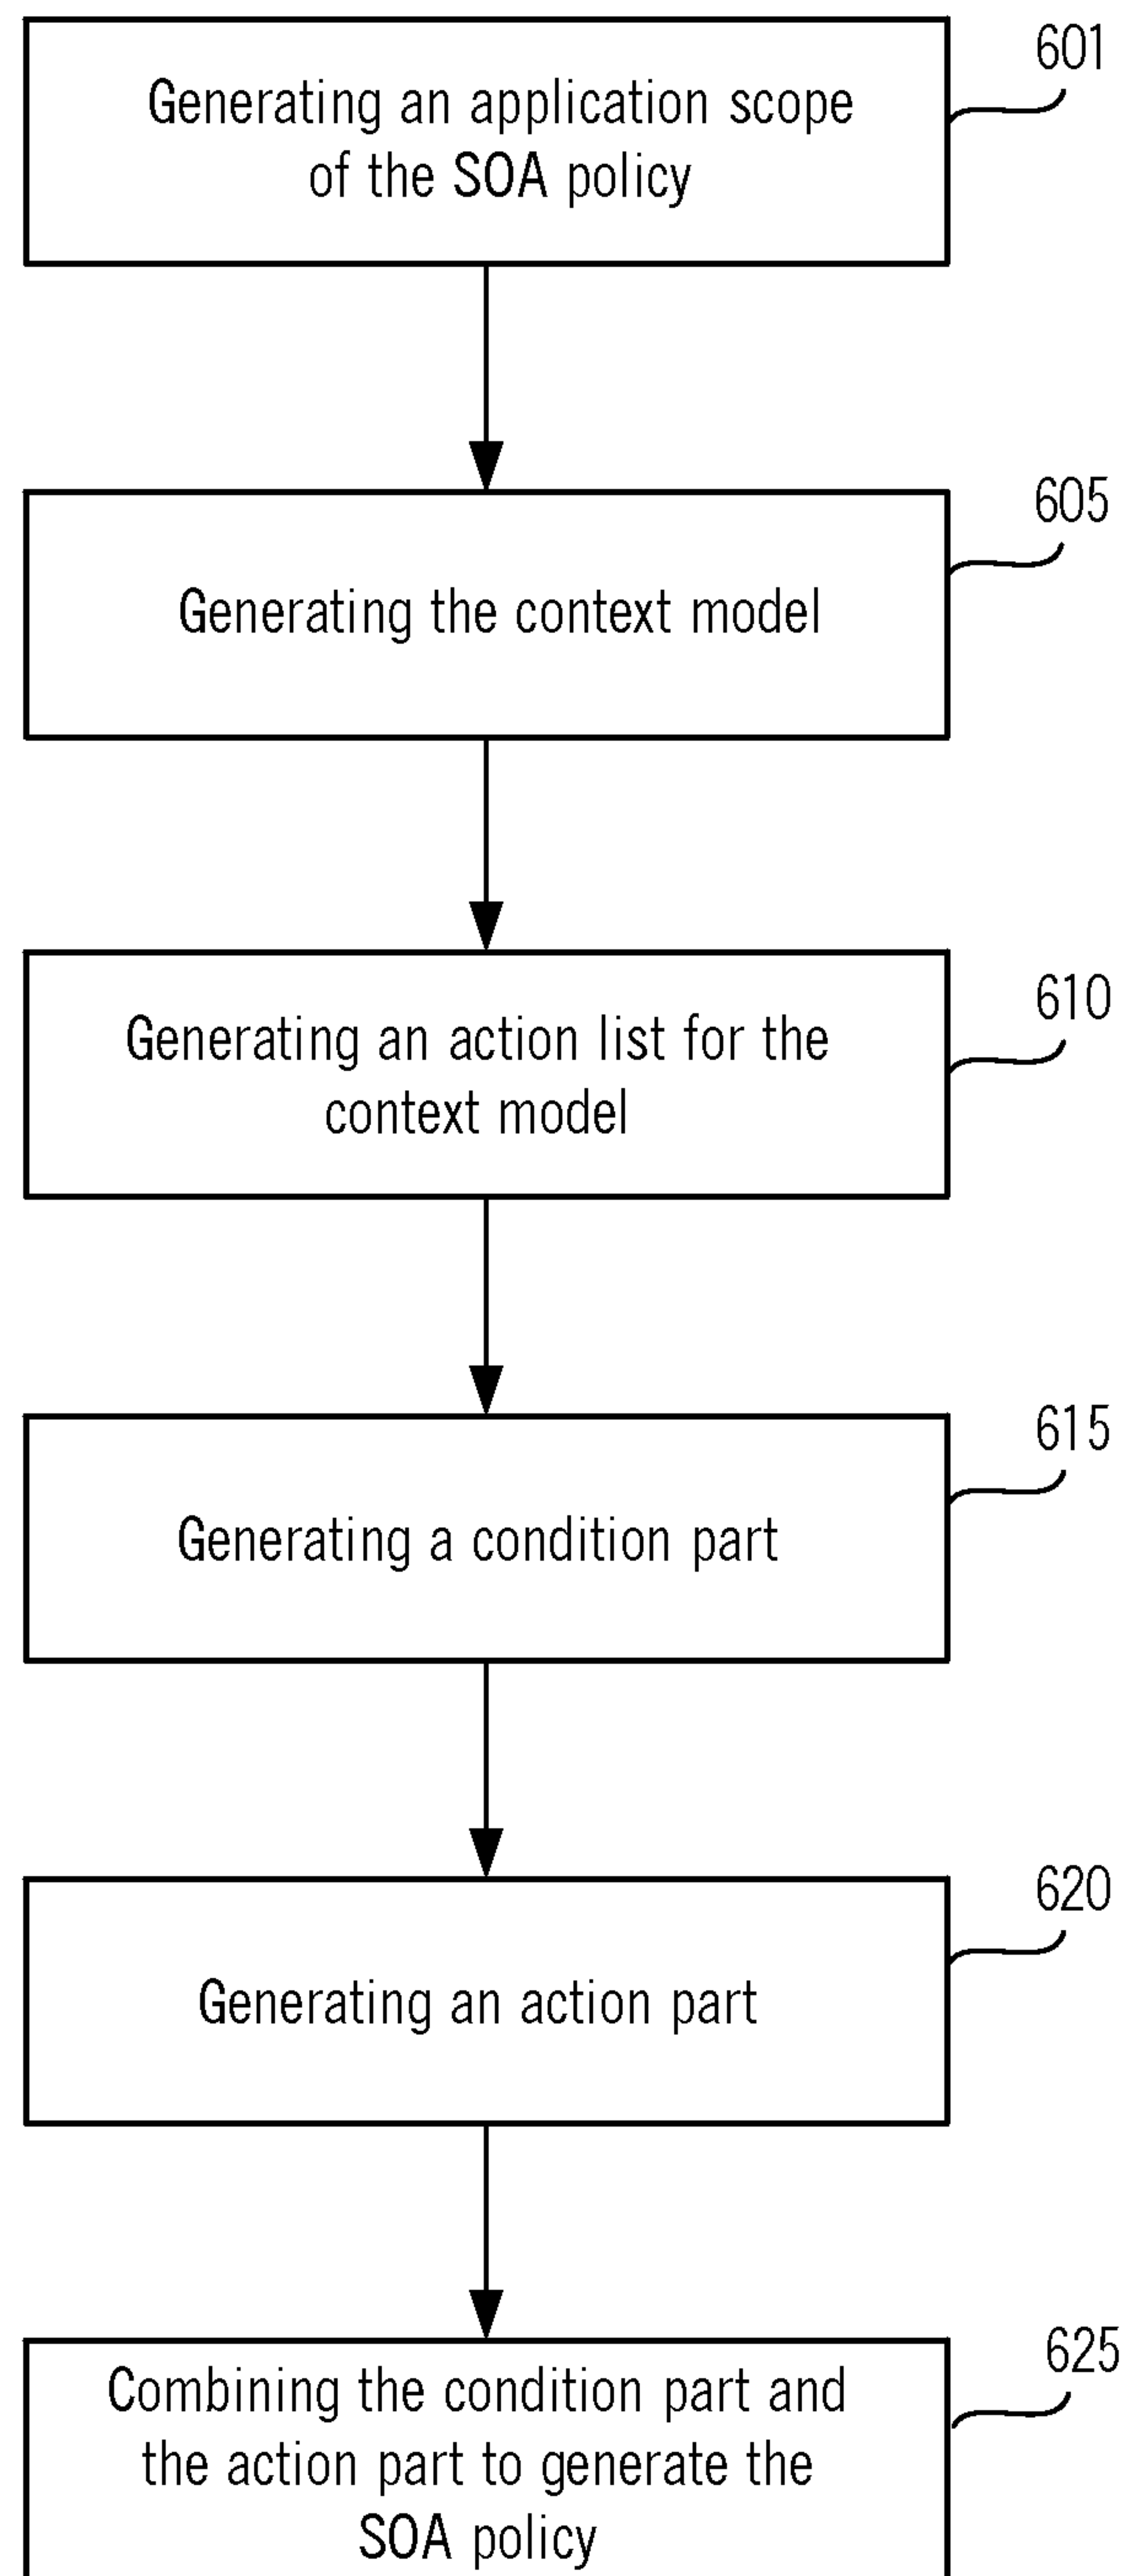 601
Generating an application scope
of the SOA policy
605
Generating the context model
610
Generating an action list for the
context model
615
Generating a condition part
620
Generating an action part
625
Combining the condition part and
the action part to generate the
SOA policy